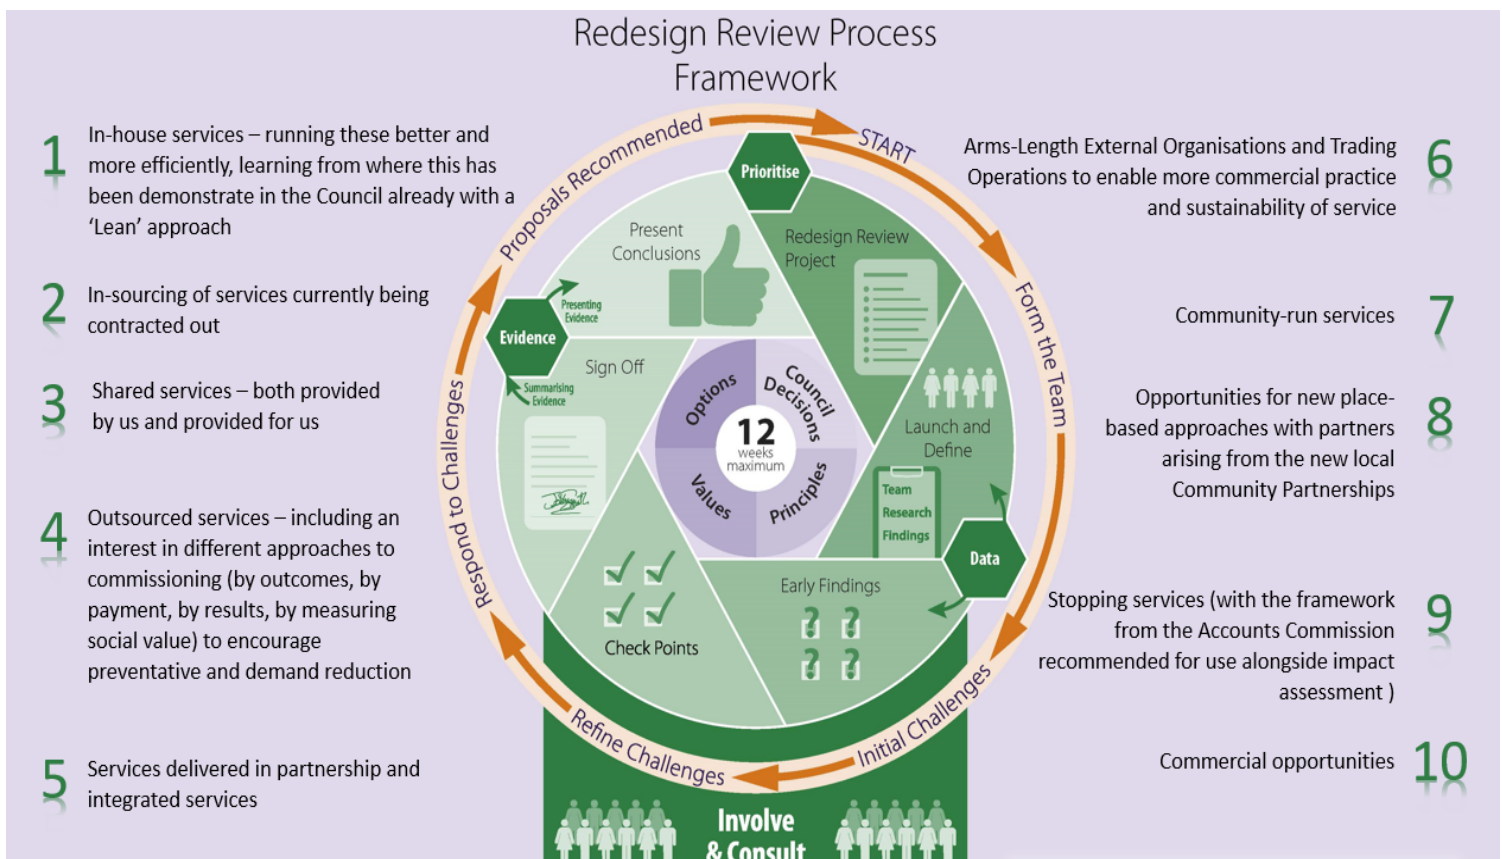 Redesign Review Process
Framework
1
In-house services – running these better and
more efficiently, learning from where this has
been demonstrate in the Council already with a
‘Lean’ approach
2
In-sourcing of services currently being
contracted out
3
Shared services – both provided
by us and provided for us
4
Outsourced services – including an
interest in different approaches to
commissioning (by outcomes, by
payment, by results, by measuring
social value) to encourage
preventative and demand reduction
5
Services delivered in partnership and
integrated services
START
Form the Team
Initial Challenges
Refine Challenges
Respond to Challenges
Proposals Recommended
Prioritise
Redesign Review
Project
Launch and
Define
Team
Research
Findings
Data
Early Findings
?
?
?
?
Check Points
Sign Off
Summarising
Evidence
Evidence
Presenting
Evidence
Present
Conclusions
Options
Council
Decisions
Principles
Values
12
weeks
maximum
Involve
& Consult
6
Arms-Length External Organisations and Trading
Operations to enable more commercial practice
and sustainability of service
7
Community-run services
8
Opportunities for new place-
based approaches with partners
arising from the new local
Community Partnerships
9
Stopping services (with the framework
from the Accounts Commission
recommended for use alongside impact
assessment )
10
Commercial opportunities